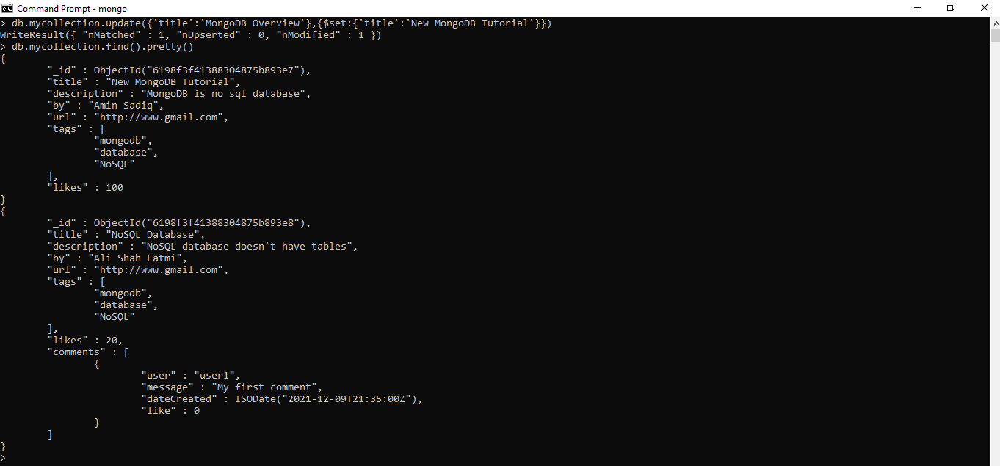 Command Prompt - mongo
> db.mycollection.update({'title':'MongoDB Overview'},{$set:{'title':'New MongoDB Tutorial'}})
WriteResult({ "nMatched" : 1, "nUpserted" : 0, "nModified" : 1 })
> db.mycollection.find().pretty()
{
        "_id" : ObjectId("6198f3f41388304875b893e7"),
        "title" : "New MongoDB Tutorial",
        "description" : "MongoDB is no sql database",
        "by" : "Amin Sadiq",
        "url" : "http://www.gmail.com",
        "tags" : [
                "mongodb",
                "database",
                "NoSQL"
        ],
        "likes" : 100
}
{
        "_id" : ObjectId("6198f3f41388304875b893e8"),
        "title" : "NoSQL Database",
        "description" : "NoSQL database doesn't have tables",
        "by" : "Ali Shah Fatmi",
        "url" : "http://www.gmail.com",
        "tags" : [
                "mongodb",
                "database",
                "NoSQL"
        ],
        "likes" : 20,
        "comments" : [
                {
                        "user" : "user1",
                        "message" : "My first comment",
                        "dateCreated" : ISODate("2021-12-09T21:35:00Z"),
                        "like" : 0
                }
        ]
}
>